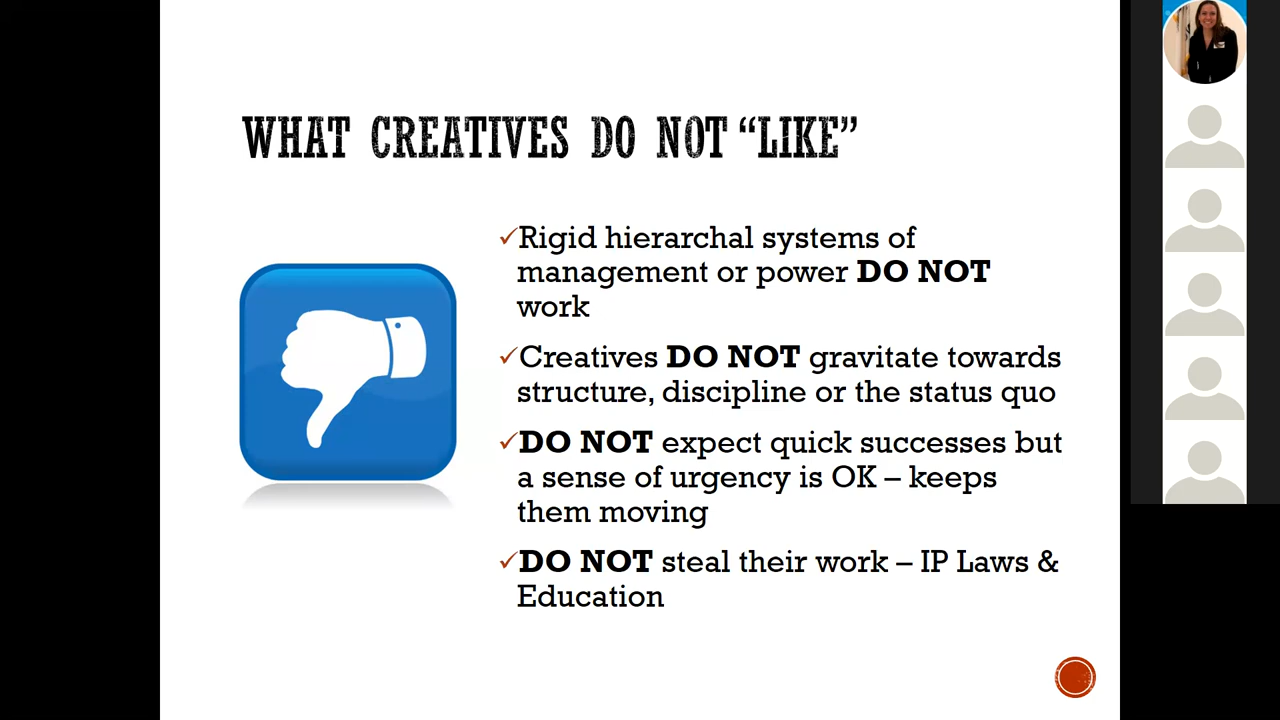 WHAT CREATIVES DO NOT “LIKE”
✓Rigid hierarchal systems of
management or power DO NOT
work
✓Creatives DO NOT gravitate towards
structure, discipline or the status quo
✓DO NOT expect quick successes but
a sense of urgency is OK – keeps
them moving
✓DO NOT steal their work – IP Laws &
Education